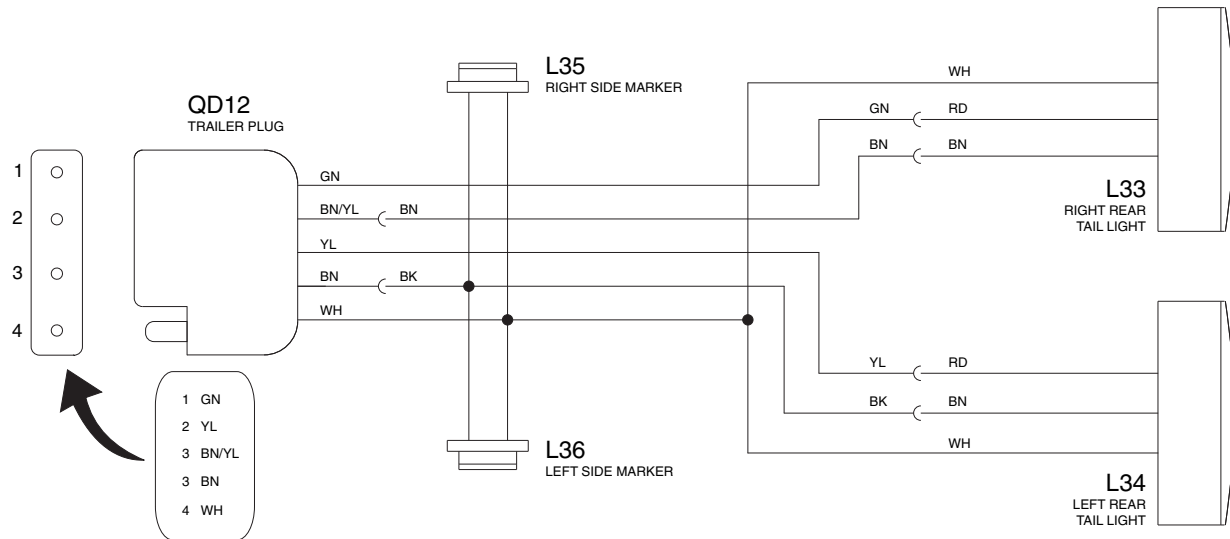 L35
RIGHT SIDE MARKER
QD12
TRAILER PLUG
WH
GN RD
BN BN
L33
RIGHT REAR
TAIL LIGHT
1
2
3
4
GN
BN/YL BN
YL
BN BK
WH
YL RD
BK BN
WH
L34
LEFT REAR
TAIL LIGHT
L36
LEFT SIDE MARKER
1 GN
2 YL
3 BN/YL
3 BN
4 WH